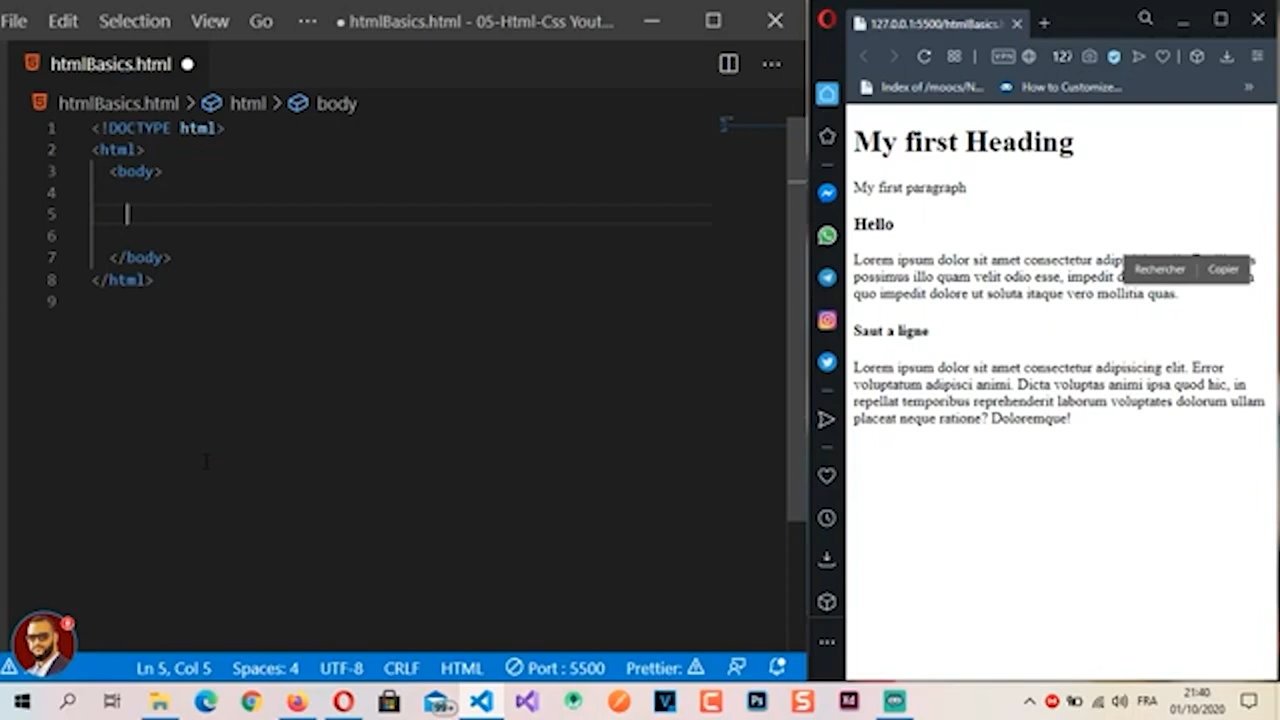 File Edit Selection View Go ··· ● htmlBasics.html - 05-Html-Css Yout...
htmlBasics.html
htmlBasics.html > html > body
1 <!DOCTYPE html>
2 <html>
3 <body>
4
5
6
7 </body>
8 </html>
9
Ln 5, Col 5 Spaces: 4 UTF-8 CRLF HTML Port : 5500 Prettier:
127.0.0.1:5500/htmlBasics.
VPN 127
Index of /moocs/N... How to Customize... »
My first Heading
My first paragraph
Hello
Lorem ipsum dolor sit amet consectetur adip
possimus illo quam velit odio esse, impedit
quo impedit dolore ut soluta itaque vero mollitia quas.
Rechercher Copier
Saut a ligne
Lorem ipsum dolor sit amet consectetur adipisicing elit. Error
voluptatum adipisci animi. Dicta voluptas animi ipsa quod hic, in
repellat temporibus reprehenderit laborum voluptates dolorum ullam
placeat neque ratione? Doloremque!
99+
Ps
Xd
FRA
21:40
01/10/2020